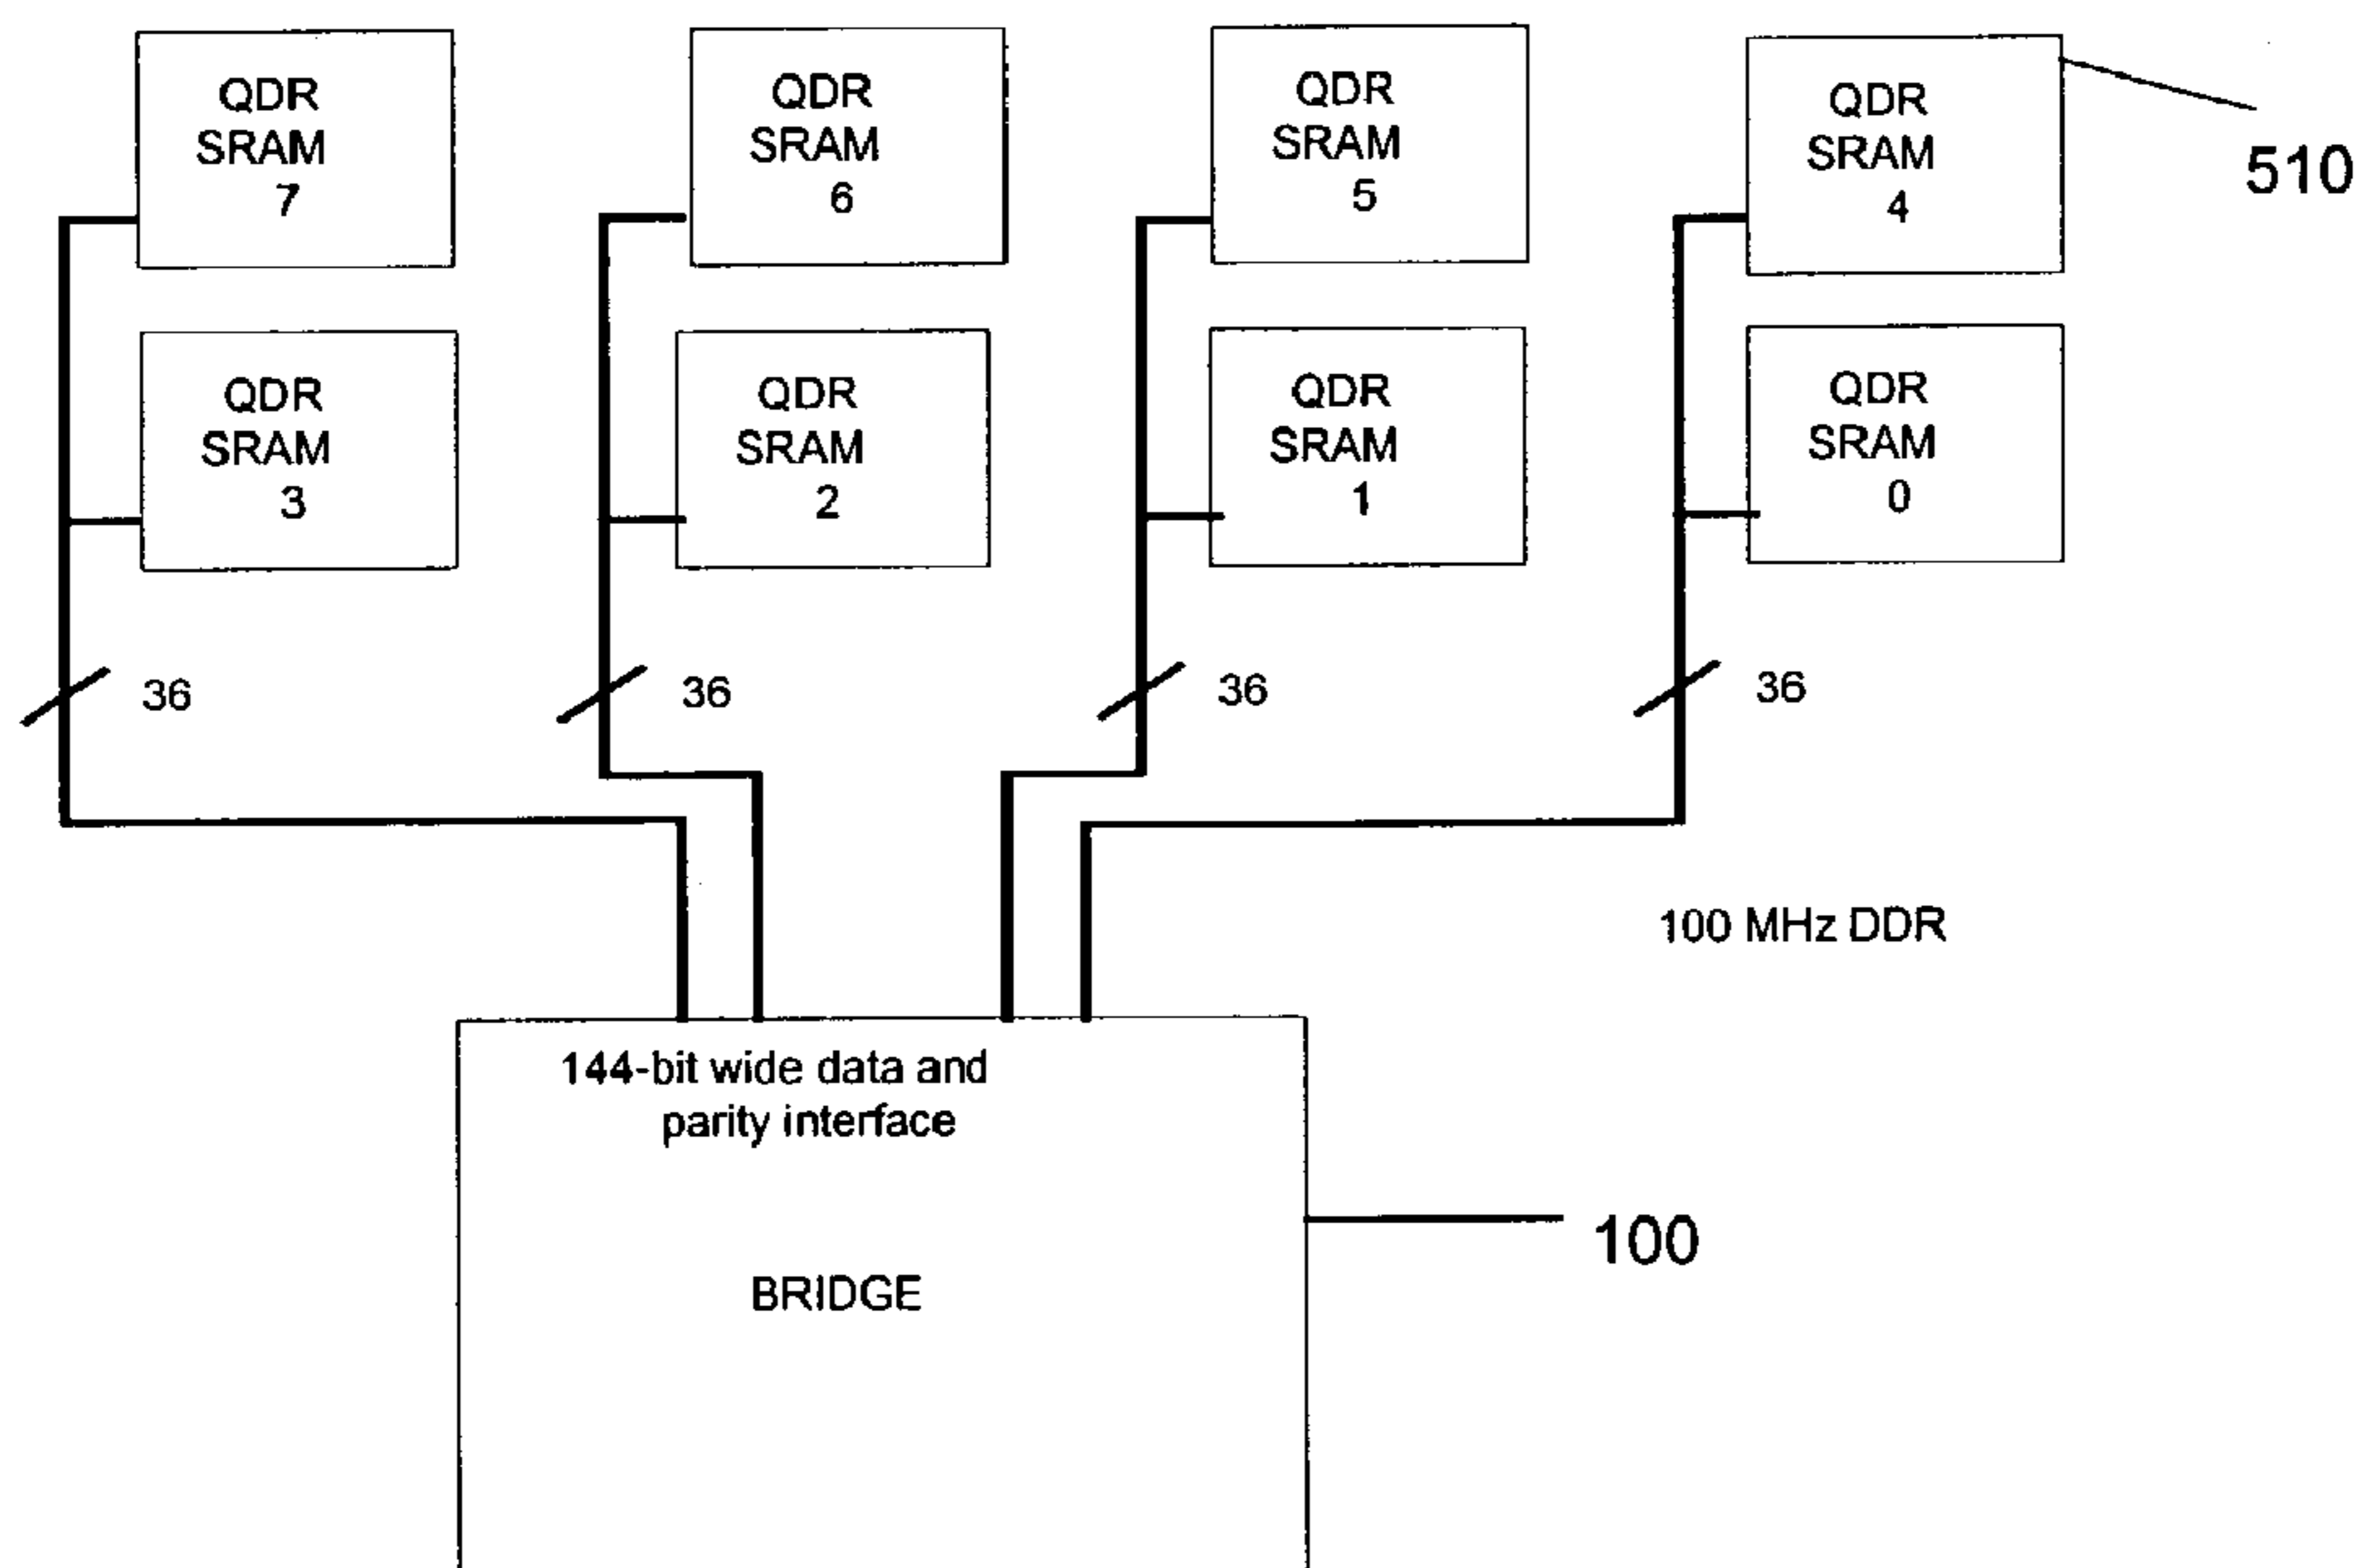 QDR
SRAM
7
QDR
SRAM
6
QDR
SRAM
5
QDR
SRAM
4
510
QDR
SRAM
3
QDR
SRAM
2
QDR
SRAM
1
QDR
SRAM
0
36
36
36
36
100 MHz DDR
144-bit wide data and
parity interface
100
BRIDGE